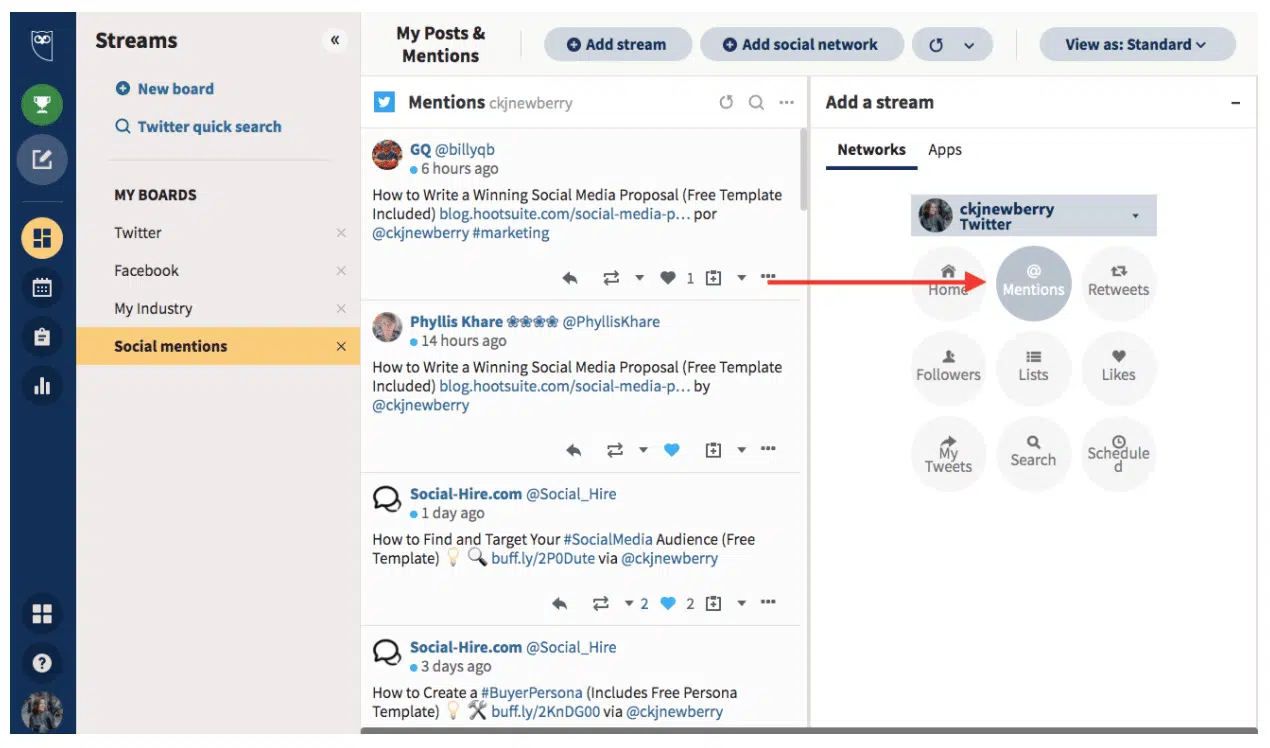 Streams
«
New board
Twitter quick search
MY BOARDS
Twitter ×
Facebook ×
My Industry ×
Social mentions ×
My Posts &
Mentions
Add stream
Add social network
View as: Standard
Mentions ckjnewberry
GQ @billyqb
6 hours ago
How to Write a Winning Social Media Proposal (Free Template
Included) blog.hootsuite.com/social-media-p… por
@ckjnewberry #marketing
1
Phyllis Khare ❀❀❀❀ @PhyllisKhare
14 hours ago
How to Write a Winning Social Media Proposal (Free Template
Included) blog.hootsuite.com/social-media-p… by
@ckjnewberry
Social-Hire.com @Social_Hire
1 day ago
How to Find and Target Your #SocialMedia Audience (Free
Template) 💡 🔍 buff.ly/2P0Dute via @ckjnewberry
2 2
Social-Hire.com @Social_Hire
3 days ago
How to Create a #BuyerPersona (Includes Free Persona
Template) 💡 🛠 buff.ly/2KnDG00 via @ckjnewberry
Add a stream −
Networks Apps
ckjnewberry
Twitter
@
Home Mentions Retweets
Followers Lists Likes
My
Tweets
Search
Schedule
d
?